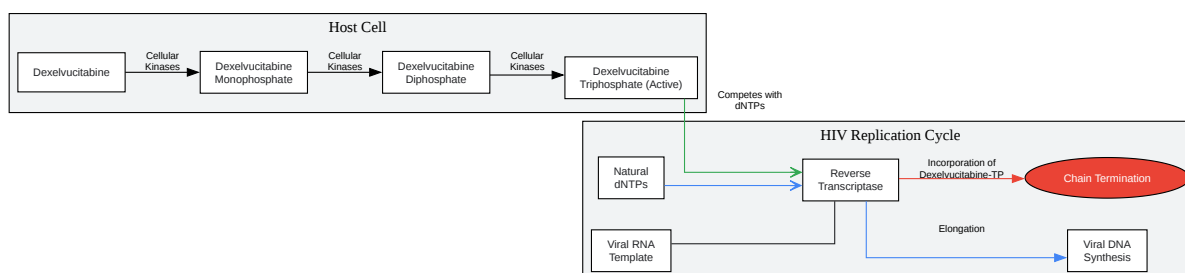 Host Cell
Dexelvucitabine
Cellular
Kinases
Dexelvucitabine
Monophosphate
Cellular
Kinases
Dexelvucitabine
Diphosphate
Cellular
Kinases
Dexelvucitabine
Triphosphate (Active)
Competes with
dNTPs
HIV Replication Cycle
Natural
dNTPs
Reverse
Transcriptase
Incorporation of
Dexelvucitabine-TP
Chain Termination
Viral RNA
Template
Elongation
Viral DNA
Synthesis